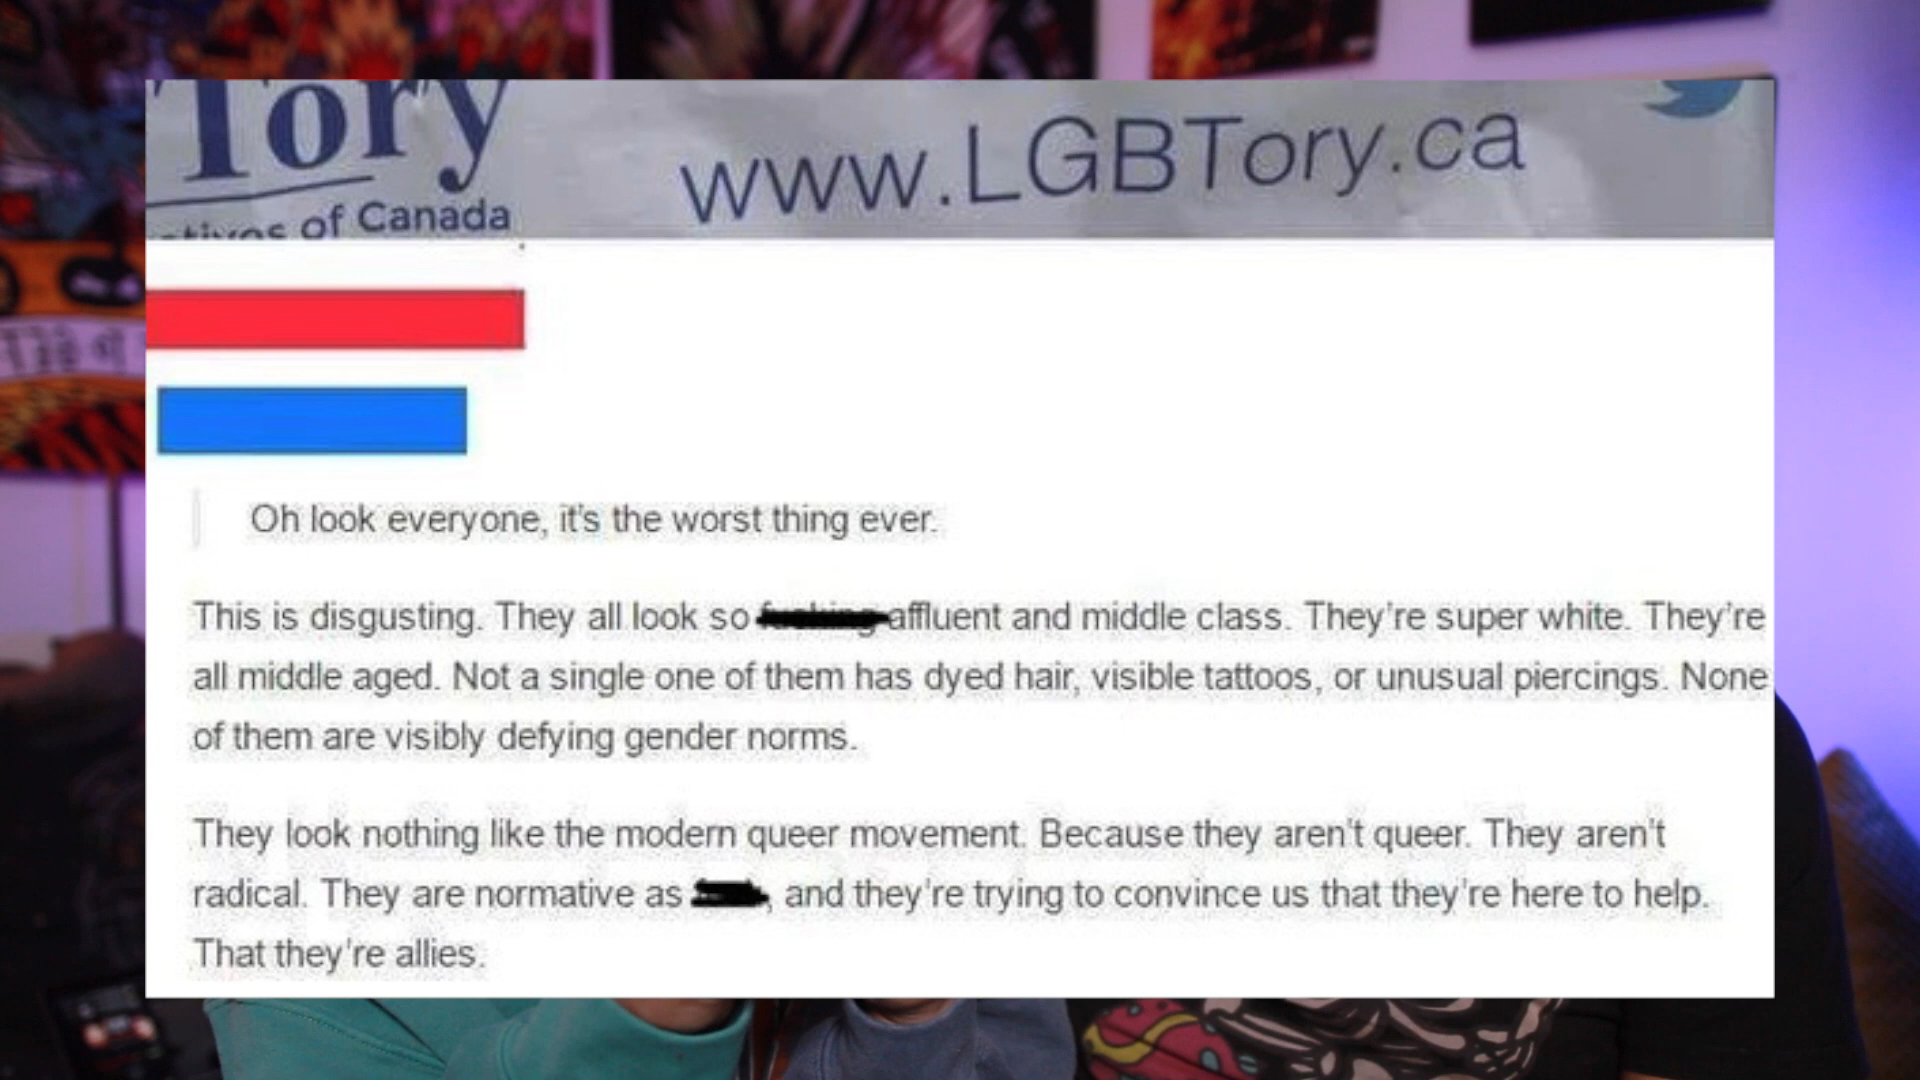 Tory
www.LGBTory.ca
of Canada
Oh look everyone, it's the worst thing ever.
This is disgusting. They all look so affluent and middle class. They're super white. They're
all middle aged. Not a single one of them has dyed hair, visible tattoos, or unusual piercings. None
of them are visibly defying gender norms.
They look nothing like the modern queer movement. Because they aren't queer. They aren't
radical. They are normative as , and they're trying to convince us that they're here to help.
That they're allies.